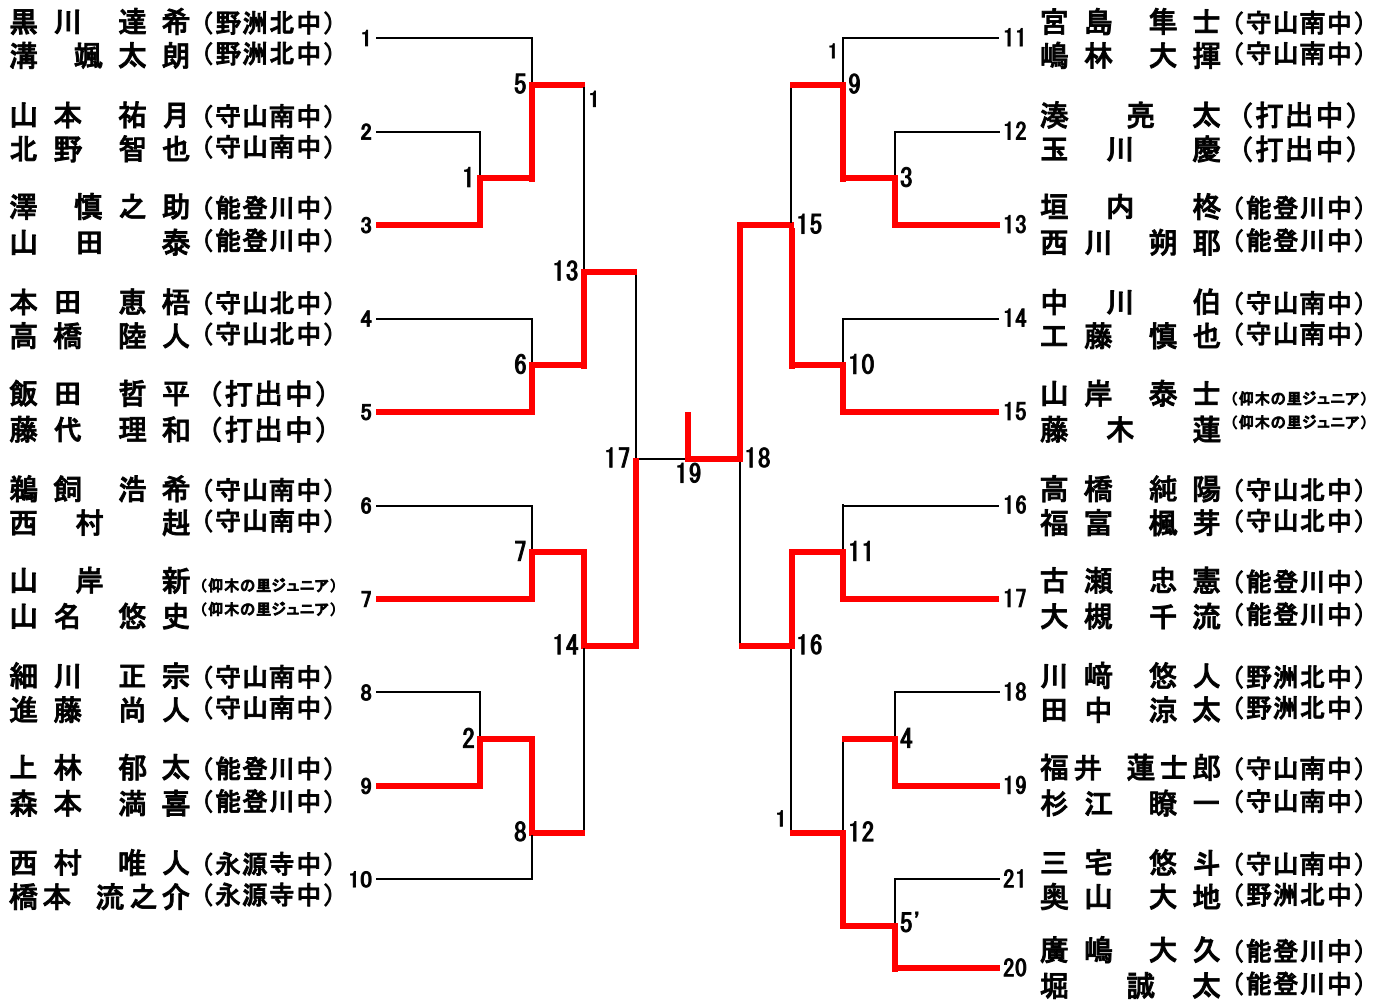 黒川 達希 (野洲北中)
溝 颯太朗 (野洲北中)
1
山本 祐月 (守山南中)
北野 智也 (守山南中)
2
澤 慎之助 (能登川中)
山田 泰 (能登川中)
3
本田 恵梧 (守山北中)
高橋 陸人 (守山北中)
4
飯田 哲平 (打出中)
藤代 理和 (打出中)
5
鵜飼 浩希 (守山南中)
西村 赳 (守山南中)
6
山岸 新 (仰木の里ジュニア)
山名 悠史 (仰木の里ジュニア)
7
細川 正宗 (守山南中)
進藤 尚人 (守山南中)
8
上林 郁太 (能登川中)
森本 満喜 (能登川中)
9
西村 唯人 (永源寺中)
橋本 流之介 (永源寺中)
10
5
1
1
13
6
17
7
14
2
8
19
1
9
3
15
10
18
11
16
4
1
12
5'
11
宮島 隼士 (守山南中)
嶋林 大揮 (守山南中)
12
湊 亮太 (打出中)
玉川 慶 (打出中)
13
垣内 柊 (能登川中)
西川 朔耶 (能登川中)
14
中川 伯 (守山南中)
工藤 慎也 (守山南中)
15
山岸 泰士 (仰木の里ジュニア)
藤木 蓮 (仰木の里ジュニア)
16
高橋 純陽 (守山北中)
福富 楓芽 (守山北中)
17
古瀬 忠憲 (能登川中)
大槻 千流 (能登川中)
18
川﨑 悠人 (野洲北中)
田中 涼太 (野洲北中)
19
福井 蓮士郎 (守山南中)
杉江 瞭一 (守山南中)
21
三宅 悠斗 (守山南中)
奥山 大地 (野洲北中)
20
廣嶋 大久 (能登川中)
堀 誠太 (能登川中)